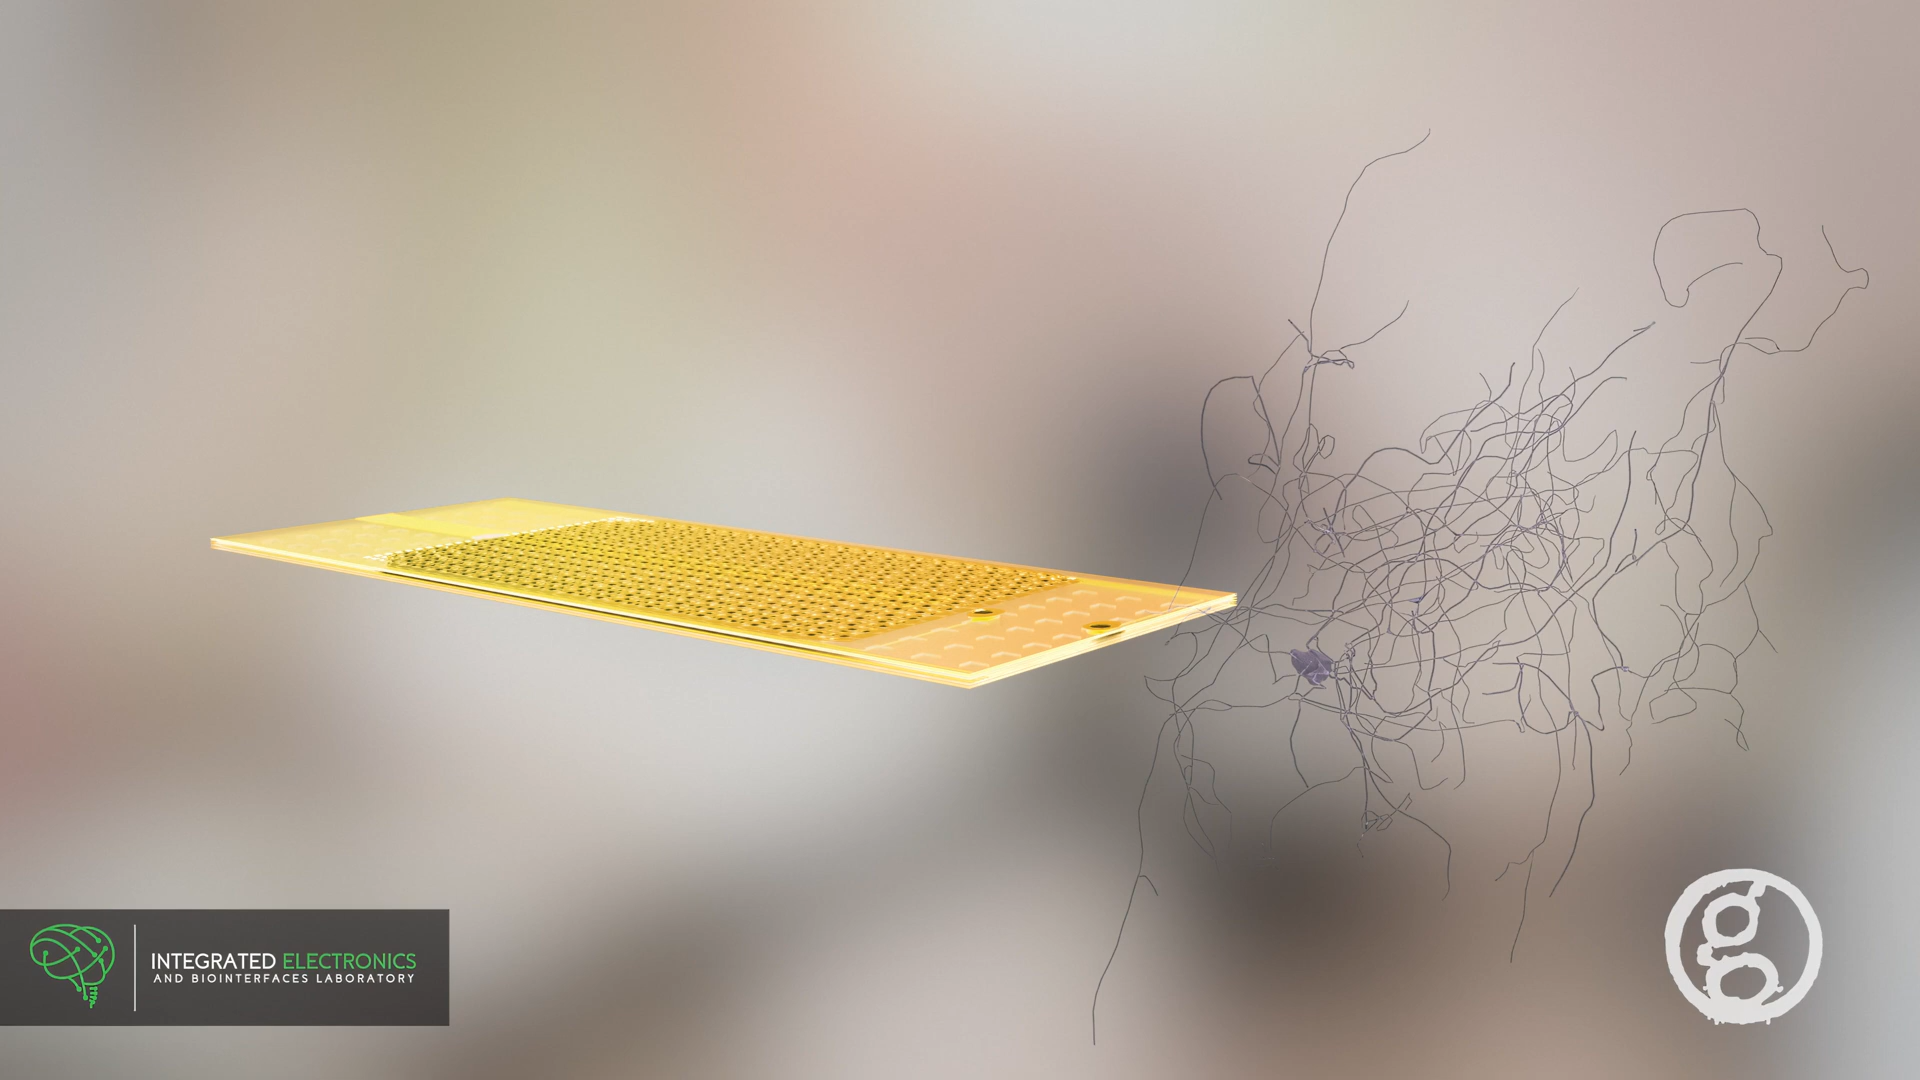 INTEGRATED ELECTRONICS
AND BIOINTERFACES LABORATORY
g